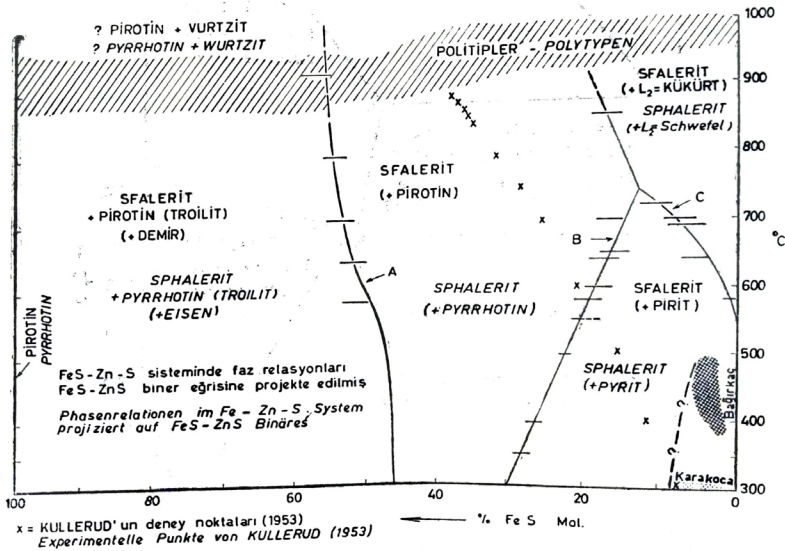 ? PİROTİN + VURTZİT
? PYRRHOTIN + WURTZIT
POLİTİPLER - POLYTYPEN
1000
SFALERİT
(+ L₂ = KÜKÜRT)
SPHALERIT
(+L₂=Schwefel)
900
800
SFALERİT
(+ PİROTİN)
SFALERİT
+ PİROTİN (TROİLİT)
(+ DEMİR)
C
700
°C
B
A
SPHALERIT
+ PYRRHOTIN (TROILIT)
(+EISEN)
SPHALERIT
(+PYRRHOTIN)
SFALERİT
(+ PİRİT)
600
PİROTİN
PYRRHOTIN
FeS - Zn - S sisteminde faz relasyonları
FeS - ZnS biner eğrisine projekte edilmiş
Phasenrelationen im Fe - Zn - S System
projiziert auf FeS - ZnS Binäres
SPHALERIT
(+PYRIT)
500
Bağırkaç
400
?
?
Karakoca
300
100
80
60
40
20
0
x = KULLERUD'un deney noktaları (1953)
Experimentelle Punkte von KULLERUD (1953)
% Fe S Mol.